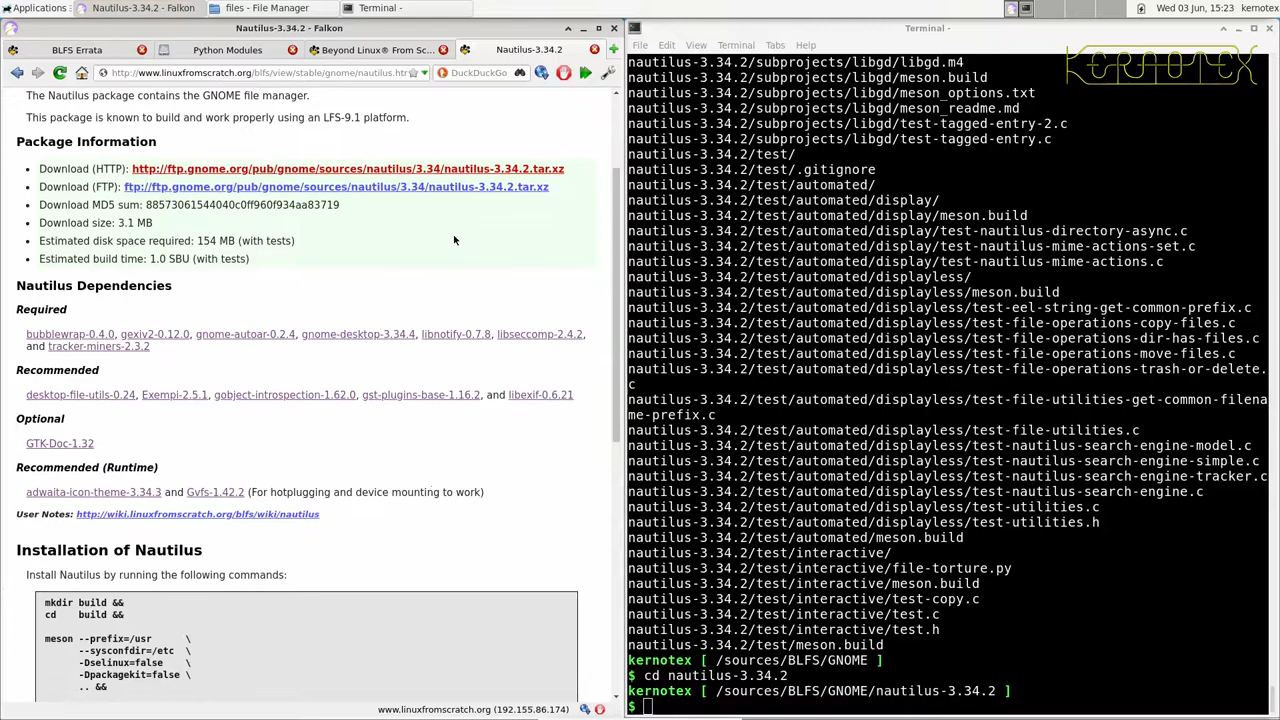 Applications
Nautilus-3.34.2 - Falkon
files - File Manager
Terminal -
Wed 03 Jun, 15:23
kernotex
Nautilus-3.34.2 - Falkon
BLFS Errata
Python Modules
Beyond Linux® From Sc...
Nautilus-3.34.2
http://www.linuxfromscratch.org/blfs/view/stable/gnome/nautilus.htm
DuckDuckGo
The Nautilus package contains the GNOME file manager.
This package is known to build and work properly using an LFS-9.1 platform.
Package Information
Download (HTTP): http://ftp.gnome.org/pub/gnome/sources/nautilus/3.34/nautilus-3.34.2.tar.xz
Download (FTP): ftp://ftp.gnome.org/pub/gnome/sources/nautilus/3.34/nautilus-3.34.2.tar.xz
Download MD5 sum: 88573061544040c0ff960f934aa83719
Download size: 3.1 MB
Estimated disk space required: 154 MB (with tests)
Estimated build time: 1.0 SBU (with tests)
Nautilus Dependencies
Required
bubblewrap-0.4.0, gexiv2-0.12.0, gnome-autoar-0.2.4, gnome-desktop-3.34.4, libnotify-0.7.8, libseccomp-2.4.2,
and tracker-miners-2.3.2
Recommended
desktop-file-utils-0.24, Exempi-2.5.1, gobject-introspection-1.62.0, gst-plugins-base-1.16.2, and libexif-0.6.21
Optional
GTK-Doc-1.32
Recommended (Runtime)
adwaita-icon-theme-3.34.3 and Gvfs-1.42.2 (For hotplugging and device mounting to work)
User Notes: http://wiki.linuxfromscratch.org/blfs/wiki/nautilus
Installation of Nautilus
Install Nautilus by running the following commands:
mkdir build &&
cd    build &&
meson --prefix=/usr      \
      --sysconfdir=/etc  \
      -Dselinux=false    \
      -Dpackagekit=false \
      .. &&
www.linuxfromscratch.org (192.155.86.174)
Terminal -
File Edit View Terminal Tabs Help
KERNOTEX
nautilus-3.34.2/subprojects/libgd/libgd.m4
nautilus-3.34.2/subprojects/libgd/meson.build
nautilus-3.34.2/subprojects/libgd/meson_options.txt
nautilus-3.34.2/subprojects/libgd/meson_readme.md
nautilus-3.34.2/subprojects/libgd/test-tagged-entry-2.c
nautilus-3.34.2/subprojects/libgd/test-tagged-entry.c
nautilus-3.34.2/test/
nautilus-3.34.2/test/.gitignore
nautilus-3.34.2/test/automated/
nautilus-3.34.2/test/automated/display/
nautilus-3.34.2/test/automated/display/meson.build
nautilus-3.34.2/test/automated/display/test-nautilus-directory-async.c
nautilus-3.34.2/test/automated/display/test-nautilus-mime-actions-set.c
nautilus-3.34.2/test/automated/display/test-nautilus-mime-actions.c
nautilus-3.34.2/test/automated/displayless/
nautilus-3.34.2/test/automated/displayless/meson.build
nautilus-3.34.2/test/automated/displayless/test-eel-string-get-common-prefix.c
nautilus-3.34.2/test/automated/displayless/test-file-operations-copy-files.c
nautilus-3.34.2/test/automated/displayless/test-file-operations-dir-has-files.c
nautilus-3.34.2/test/automated/displayless/test-file-operations-move-files.c
nautilus-3.34.2/test/automated/displayless/test-file-operations-trash-or-delete.
c
nautilus-3.34.2/test/automated/displayless/test-file-utilities-get-common-filena
me-prefix.c
nautilus-3.34.2/test/automated/displayless/test-file-utilities.c
nautilus-3.34.2/test/automated/displayless/test-nautilus-search-engine-model.c
nautilus-3.34.2/test/automated/displayless/test-nautilus-search-engine-simple.c
nautilus-3.34.2/test/automated/displayless/test-nautilus-search-engine-tracker.c
nautilus-3.34.2/test/automated/displayless/test-nautilus-search-engine.c
nautilus-3.34.2/test/automated/displayless/test-utilities.c
nautilus-3.34.2/test/automated/displayless/test-utilities.h
nautilus-3.34.2/test/automated/meson.build
nautilus-3.34.2/test/interactive/
nautilus-3.34.2/test/interactive/file-torture.py
nautilus-3.34.2/test/interactive/meson.build
nautilus-3.34.2/test/interactive/test-copy.c
nautilus-3.34.2/test/interactive/test.c
nautilus-3.34.2/test/interactive/test.h
nautilus-3.34.2/test/meson.build
kernotex [ /sources/BLFS/GNOME ]
$ cd nautilus-3.34.2
kernotex [ /sources/BLFS/GNOME/nautilus-3.34.2 ]
$